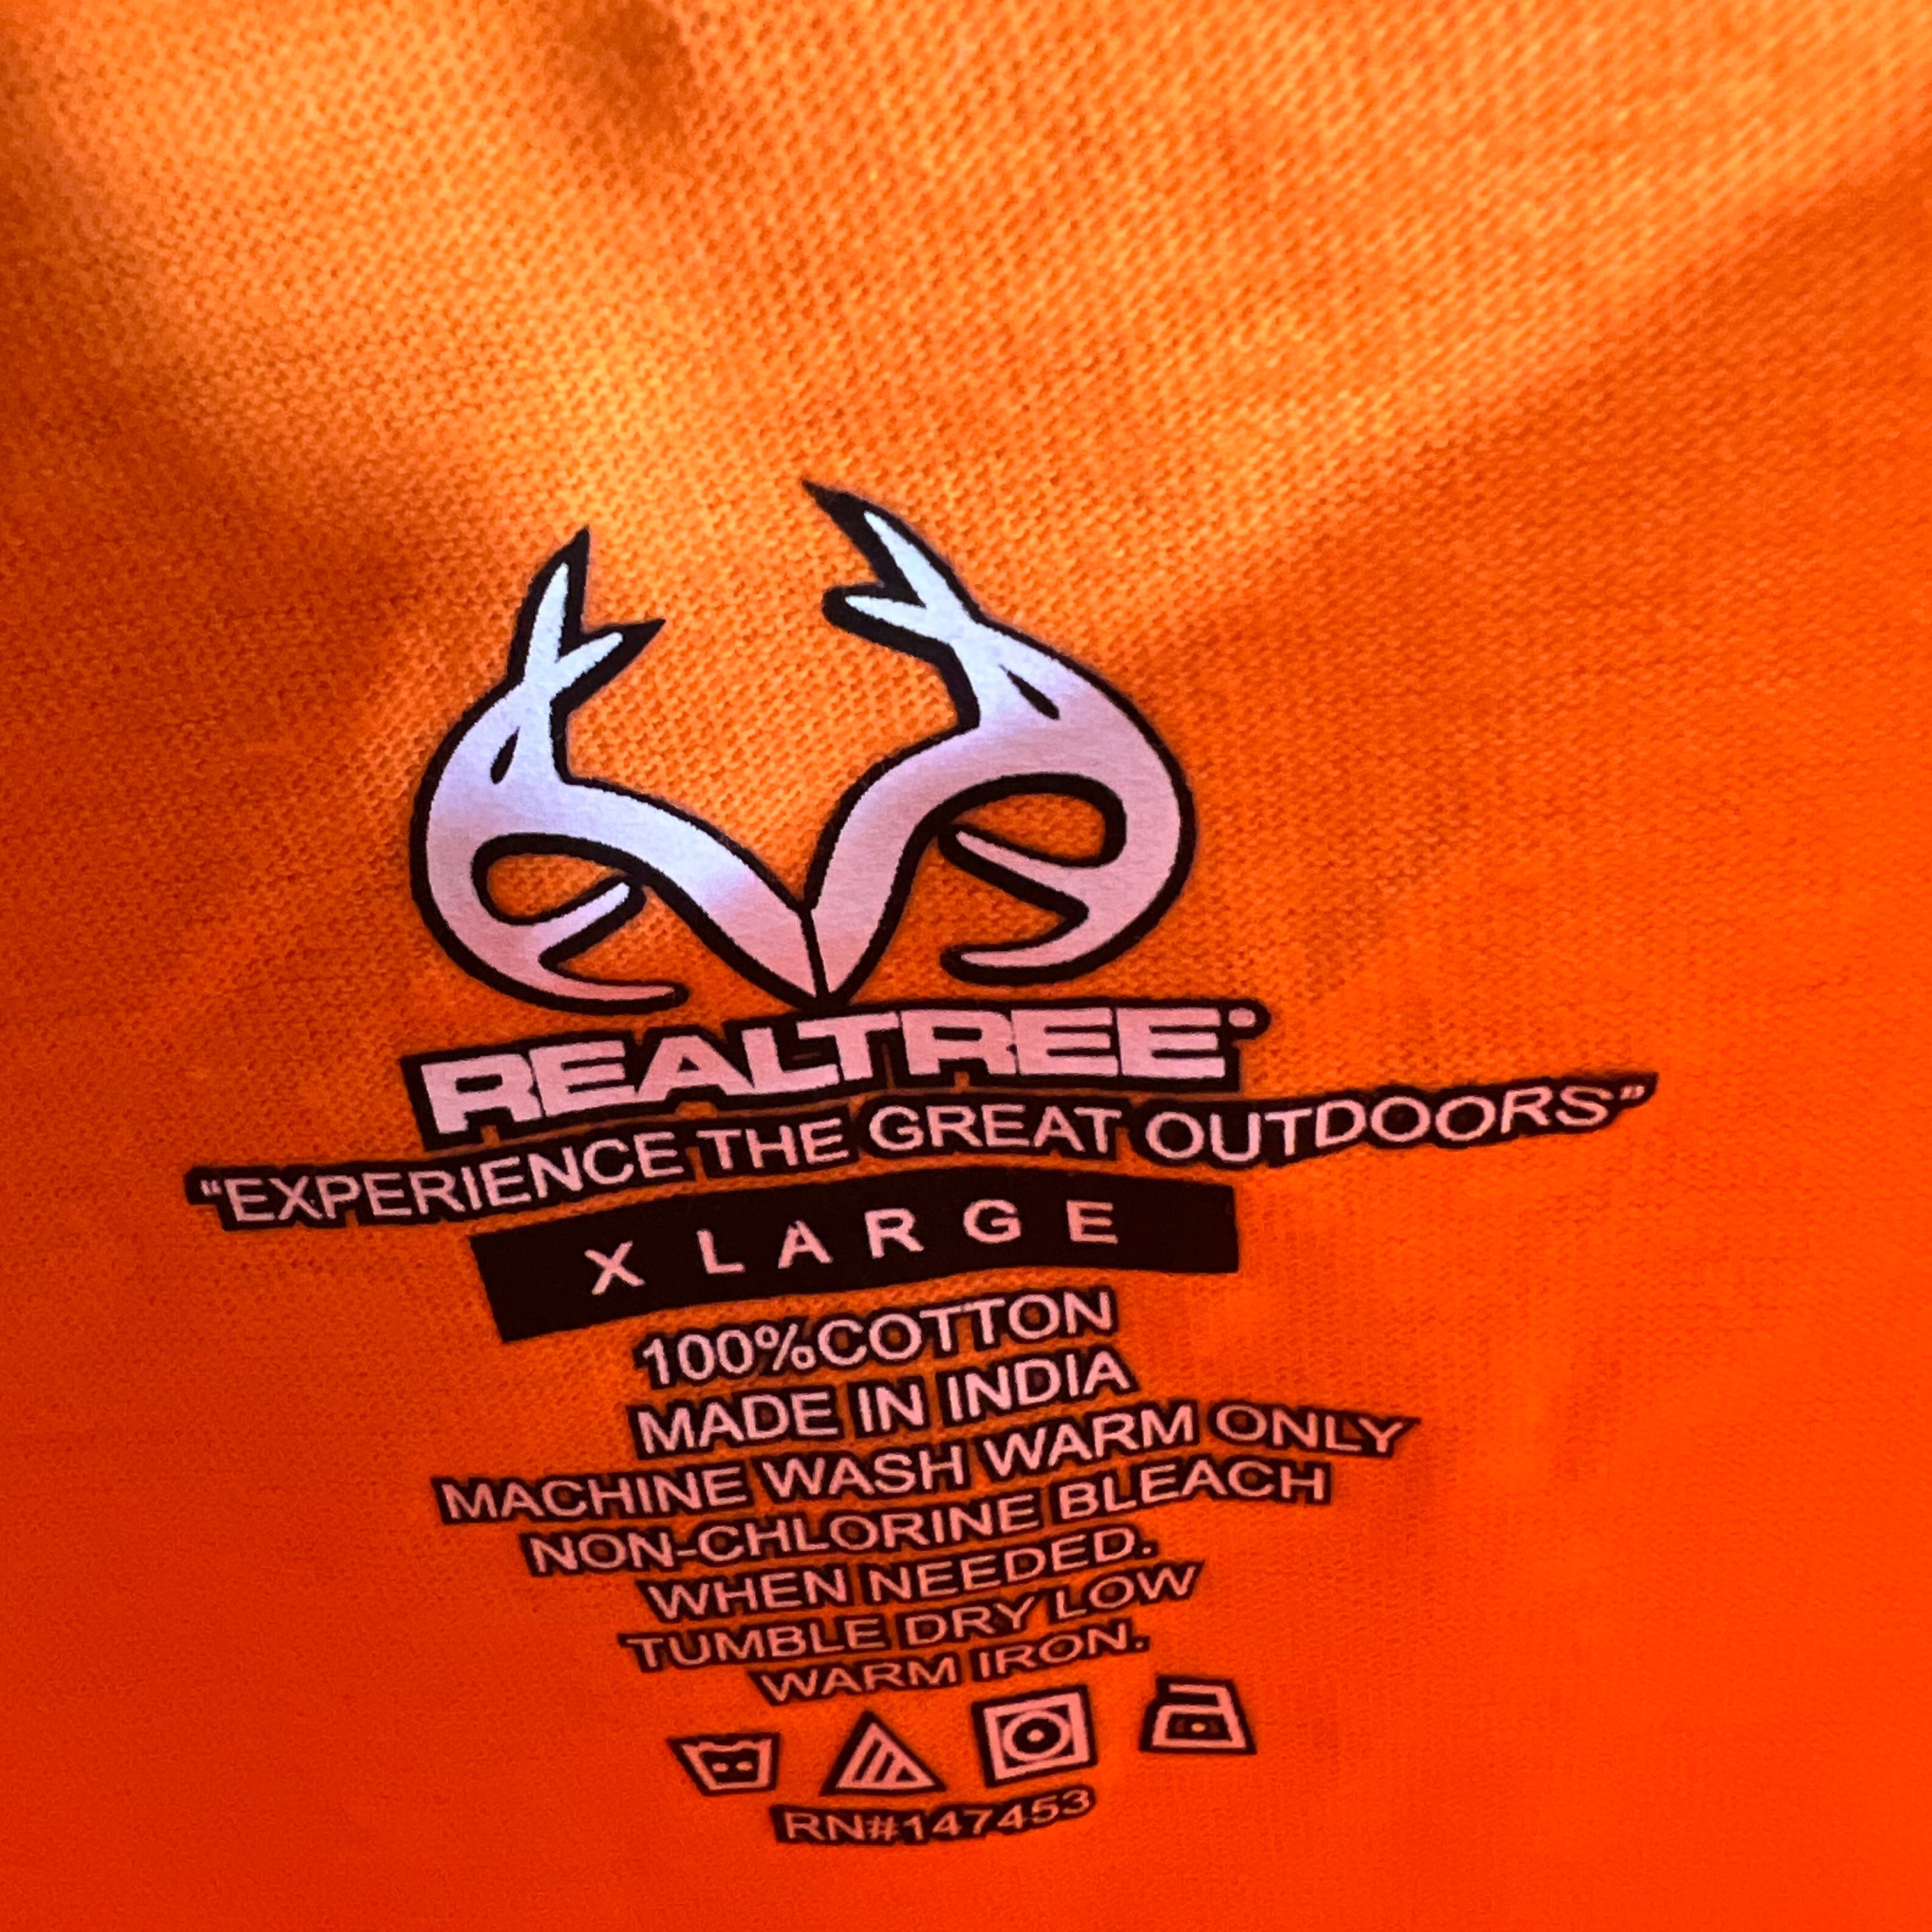 REALTREE®
"EXPERIENCE THE GREAT OUTDOORS"
X LARGE
100%COTTON
MADE IN INDIA
MACHINE WASH WARM ONLY
NON-CHLORINE BLEACH
WHEN NEEDED.
TUMBLE DRY LOW
WARM IRON.
RN#147453